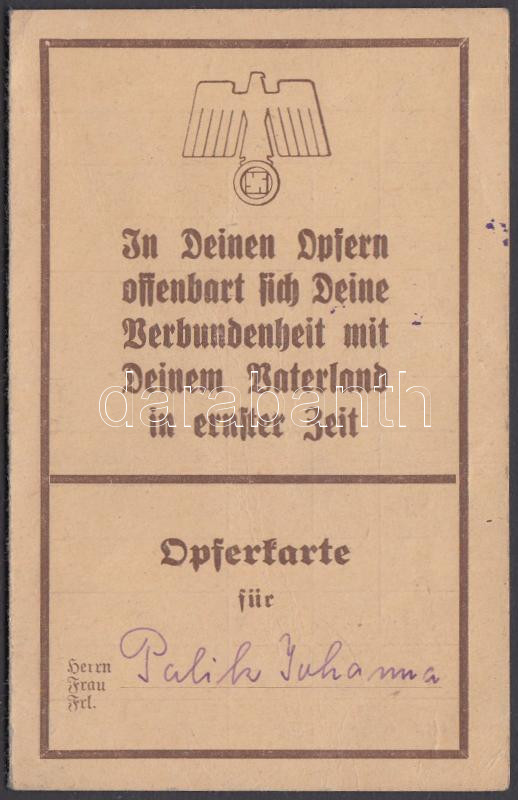 In Deinen Opfern
offenbart sich Deine
Verbundenheit mit
Deinem Vaterland
in ernster Zeit
darabanth
Opferkarte
für
Herrn
Frau
Frl.
Palik Johanna